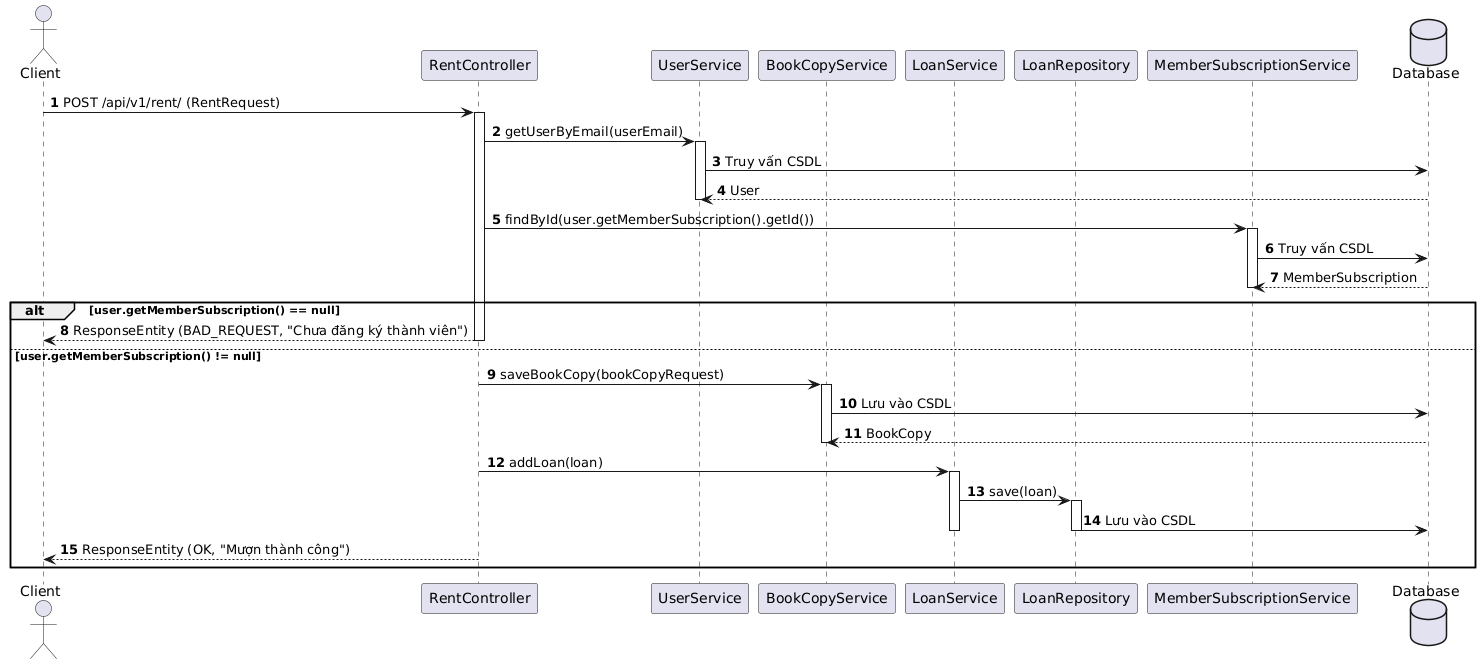 Client
RentController
UserService
BookCopyService
LoanService
LoanRepository
MemberSubscriptionService
Database
1 POST /api/v1/rent/ (RentRequest)
2 getUserByEmail(userEmail)
3 Truy vấn CSDL
4 User
5 findById(user.getMemberSubscription().getId())
6 Truy vấn CSDL
7 MemberSubscription
alt [user.getMemberSubscription() == null]
8 ResponseEntity (BAD_REQUEST, "Chưa đăng ký thành viên")
[user.getMemberSubscription() != null]
9 saveBookCopy(bookCopyRequest)
10 Lưu vào CSDL
11 BookCopy
12 addLoan(loan)
13 save(loan)
14 Lưu vào CSDL
15 ResponseEntity (OK, "Mượn thành công")
Client
RentController
UserService
BookCopyService
LoanService
LoanRepository
MemberSubscriptionService
Database